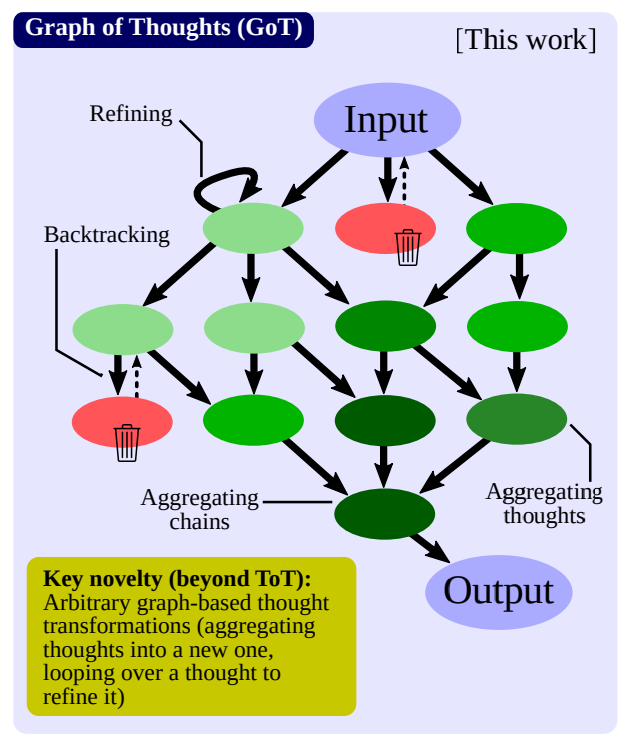 Graph of Thoughts (GoT)
[This work]
Refining
Input
Backtracking
Aggregating
chains
Aggregating
thoughts
Output
Key novelty (beyond ToT):
Arbitrary graph-based thought
transformations (aggregating
thoughts into a new one,
looping over a thought to
refine it)